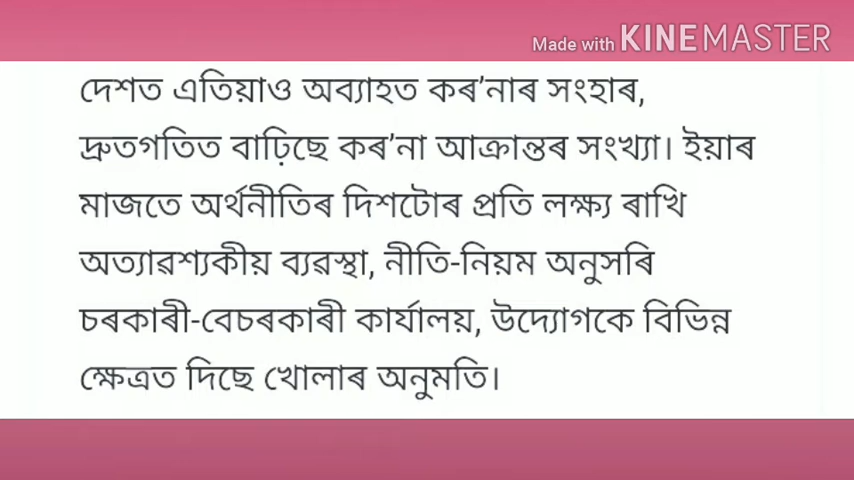 Made with KINEMASTER
দেশত এতিয়াও অব্যাহত কৰ'নাৰ সংহাৰ,
দ্ৰুতগতিত বাঢ়িছে কৰ'না আক্ৰান্তৰ সংখ্যা। ইয়াৰ
মাজতে অৰ্থনীতিৰ দিশটোৰ প্ৰতি লক্ষ্য ৰাখি
অত্যাৱশ্যকীয় ব্যৱস্থা, নীতি-নিয়ম অনুসৰি
চৰকাৰী-বেচৰকাৰী কাৰ্যালয়, উদ্যোগকে বিভিন্ন
ক্ষেত্ৰত দিছে খোলাৰ অনুমতি।